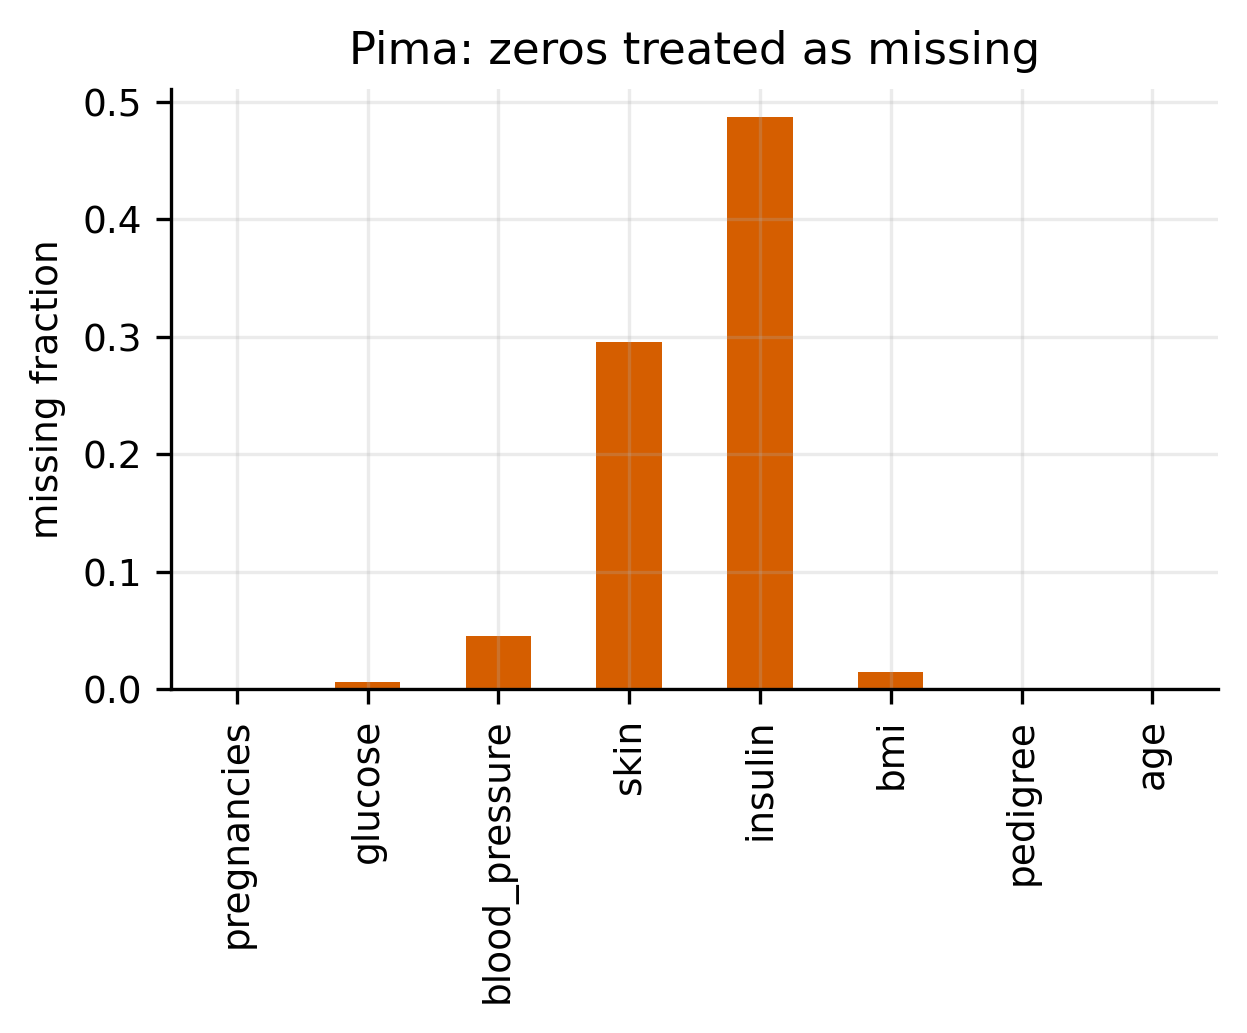 Pima: zeros treated as missing
missing fraction
0.5
0.4
0.3
0.2
0.1
0.0
pregnancies
glucose
blood_pressure
skin
insulin
bmi
pedigree
age